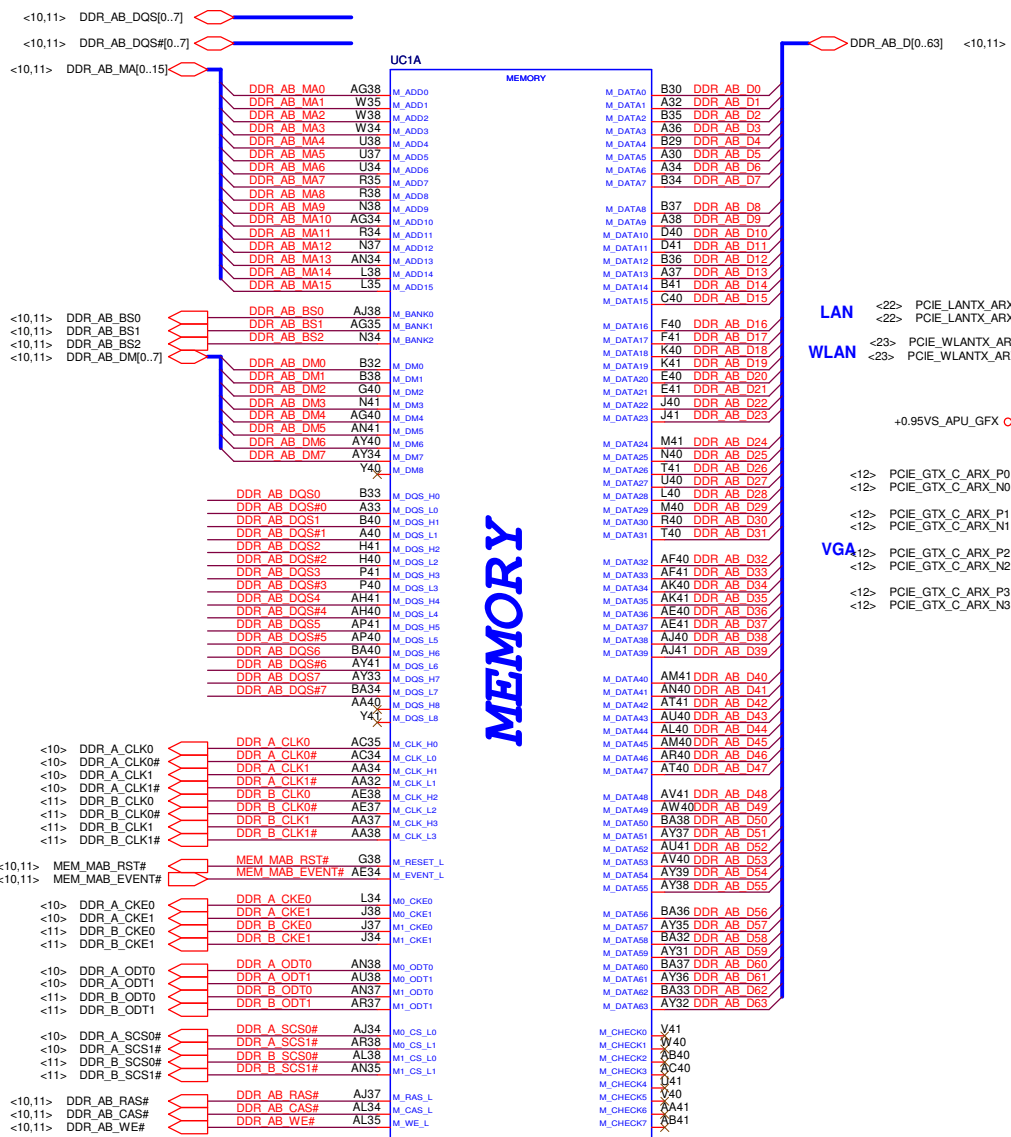 <10,11> DDR_AB_DQS[0..7]
<10,11> DDR_AB_DQS#[0..7]
<10,11> DDR_AB_MA[0..15]
UC1A
MEMORY
DDR_AB_D[0..63] <10,11>
DDR_AB_MA0 AG38 M_ADD0
DDR_AB_MA1 W35 M_ADD1
DDR_AB_MA2 W38 M_ADD2
DDR_AB_MA3 W34 M_ADD3
DDR_AB_MA4 U38 M_ADD4
DDR_AB_MA5 U37 M_ADD5
DDR_AB_MA6 U34 M_ADD6
DDR_AB_MA7 R35 M_ADD7
DDR_AB_MA8 R38 M_ADD8
DDR_AB_MA9 N38 M_ADD9
DDR_AB_MA10 AG34 M_ADD10
DDR_AB_MA11 R34 M_ADD11
DDR_AB_MA12 N37 M_ADD12
DDR_AB_MA13 AN34 M_ADD13
DDR_AB_MA14 L38 M_ADD14
DDR_AB_MA15 L35 M_ADD15
<10,11> DDR_AB_BS0 DDR_AB_BS0 AJ38 M_BANK0
<10,11> DDR_AB_BS1 DDR_AB_BS1 AG35 M_BANK1
<10,11> DDR_AB_BS2 DDR_AB_BS2 N34 M_BANK2
<10,11> DDR_AB_DM[0..7]
DDR_AB_DM0 B32 M_DM0
DDR_AB_DM1 B38 M_DM1
DDR_AB_DM2 G40 M_DM2
DDR_AB_DM3 N41 M_DM3
DDR_AB_DM4 AG40 M_DM4
DDR_AB_DM5 AN41 M_DM5
DDR_AB_DM6 AY40 M_DM6
DDR_AB_DM7 AY34 M_DM7
Y40 M_DM8
DDR_AB_DQS0 B33 M_DQS_H0
DDR_AB_DQS#0 A33 M_DQS_L0
DDR_AB_DQS1 B40 M_DQS_H1
DDR_AB_DQS#1 A40 M_DQS_L1
DDR_AB_DQS2 H41 M_DQS_H2
DDR_AB_DQS#2 H40 M_DQS_L2
DDR_AB_DQS3 P41 M_DQS_H3
DDR_AB_DQS#3 P40 M_DQS_L3
DDR_AB_DQS4 AH41 M_DQS_H4
DDR_AB_DQS#4 AH40 M_DQS_L4
DDR_AB_DQS5 AP41 M_DQS_H5
DDR_AB_DQS#5 AP40 M_DQS_L5
DDR_AB_DQS6 BA40 M_DQS_H6
DDR_AB_DQS#6 AY41 M_DQS_L6
DDR_AB_DQS7 AY33 M_DQS_H7
DDR_AB_DQS#7 BA34 M_DQS_L7
AA40 M_DQS_H8
Y41 M_DQS_L8
<10> DDR_A_CLK0 DDR_A_CLK0 AC35 M_CLK_H0
<10> DDR_A_CLK0# DDR_A_CLK0# AC34 M_CLK_L0
<10> DDR_A_CLK1 DDR_A_CLK1 AA34 M_CLK_H1
<10> DDR_A_CLK1# DDR_A_CLK1# AA32 M_CLK_L1
<11> DDR_B_CLK0 DDR_B_CLK0 AE38 M_CLK_H2
<11> DDR_B_CLK0# DDR_B_CLK0# AE37 M_CLK_L2
<11> DDR_B_CLK1 DDR_B_CLK1 AA37 M_CLK_H3
<11> DDR_B_CLK1# DDR_B_CLK1# AA38 M_CLK_L3
<10,11> MEM_MAB_RST# MEM_MAB_RST# G38 M_RESET_L
<10,11> MEM_MAB_EVENT# MEM_MAB_EVENT# AE34 M_EVENT_L
<10> DDR_A_CKE0 DDR_A_CKE0 L34 M0_CKE0
<10> DDR_A_CKE1 DDR_A_CKE1 J38 M0_CKE1
<11> DDR_B_CKE0 DDR_B_CKE0 J37 M1_CKE0
<11> DDR_B_CKE1 DDR_B_CKE1 J34 M1_CKE1
<10> DDR_A_ODT0 DDR_A_ODT0 AN38 M0_ODT0
<10> DDR_A_ODT1 DDR_A_ODT1 AU38 M0_ODT1
<11> DDR_B_ODT0 DDR_B_ODT0 AN37 M1_ODT0
<11> DDR_B_ODT1 DDR_B_ODT1 AR37 M1_ODT1
<10> DDR_A_SCS0# DDR_A_SCS0# AJ34 M0_CS_L0
<10> DDR_A_SCS1# DDR_A_SCS1# AR38 M0_CS_L1
<11> DDR_B_SCS0# DDR_B_SCS0# AL38 M1_CS_L0
<11> DDR_B_SCS1# DDR_B_SCS1# AN35 M1_CS_L1
<10,11> DDR_AB_RAS# DDR_AB_RAS# AJ37 M_RAS_L
<10,11> DDR_AB_CAS# DDR_AB_CAS# AL34 M_CAS_L
<10,11> DDR_AB_WE# DDR_AB_WE# AL35 M_WE_L
MEMORY
M_DATA0 B30 DDR_AB_D0
M_DATA1 A32 DDR_AB_D1
M_DATA2 B35 DDR_AB_D2
M_DATA3 A36 DDR_AB_D3
M_DATA4 B29 DDR_AB_D4
M_DATA5 A30 DDR_AB_D5
M_DATA6 A34 DDR_AB_D6
M_DATA7 B34 DDR_AB_D7
M_DATA8 B37 DDR_AB_D8
M_DATA9 A38 DDR_AB_D9
M_DATA10 D40 DDR_AB_D10
M_DATA11 D41 DDR_AB_D11
M_DATA12 B36 DDR_AB_D12
M_DATA13 A37 DDR_AB_D13
M_DATA14 B41 DDR_AB_D14
M_DATA15 C40 DDR_AB_D15
M_DATA16 F40 DDR_AB_D16
M_DATA17 F41 DDR_AB_D17
M_DATA18 K40 DDR_AB_D18
M_DATA19 K41 DDR_AB_D19
M_DATA20 E40 DDR_AB_D20
M_DATA21 E41 DDR_AB_D21
M_DATA22 J40 DDR_AB_D22
M_DATA23 J41 DDR_AB_D23
M_DATA24 M41 DDR_AB_D24
M_DATA25 N40 DDR_AB_D25
M_DATA26 T41 DDR_AB_D26
M_DATA27 U40 DDR_AB_D27
M_DATA28 L40 DDR_AB_D28
M_DATA29 M40 DDR_AB_D29
M_DATA30 R40 DDR_AB_D30
M_DATA31 T40 DDR_AB_D31
M_DATA32 AF40 DDR_AB_D32
M_DATA33 AF41 DDR_AB_D33
M_DATA34 AK40 DDR_AB_D34
M_DATA35 AK41 DDR_AB_D35
M_DATA36 AE40 DDR_AB_D36
M_DATA37 AE41 DDR_AB_D37
M_DATA38 AJ40 DDR_AB_D38
M_DATA39 AJ41 DDR_AB_D39
M_DATA40 AM41 DDR_AB_D40
M_DATA41 AN40 DDR_AB_D41
M_DATA42 AT41 DDR_AB_D42
M_DATA43 AU40 DDR_AB_D43
M_DATA44 AL40 DDR_AB_D44
M_DATA45 AM40 DDR_AB_D45
M_DATA46 AR40 DDR_AB_D46
M_DATA47 AT40 DDR_AB_D47
M_DATA48 AV41 DDR_AB_D48
M_DATA49 AW40 DDR_AB_D49
M_DATA50 BA38 DDR_AB_D50
M_DATA51 AY37 DDR_AB_D51
M_DATA52 AU41 DDR_AB_D52
M_DATA53 AV40 DDR_AB_D53
M_DATA54 AY39 DDR_AB_D54
M_DATA55 AY38 DDR_AB_D55
M_DATA56 BA36 DDR_AB_D56
M_DATA57 AY35 DDR_AB_D57
M_DATA58 BA32 DDR_AB_D58
M_DATA59 AY31 DDR_AB_D59
M_DATA60 BA37 DDR_AB_D60
M_DATA61 AY36 DDR_AB_D61
M_DATA62 BA33 DDR_AB_D62
M_DATA63 AY32 DDR_AB_D63
M_CHECK0 V41
M_CHECK1 W40
M_CHECK2 AB40
M_CHECK3 AC40
M_CHECK4 U41
M_CHECK5 V40
M_CHECK6 AA41
M_CHECK7 AB41
LAN
<22> PCIE_LANTX_ARX
<22> PCIE_LANTX_ARX
WLAN
<23> PCIE_WLANTX_AR
<23> PCIE_WLANTX_AR
+0.95VS_APU_GFX
VGA
<12> PCIE_GTX_C_ARX_P0
<12> PCIE_GTX_C_ARX_N0
<12> PCIE_GTX_C_ARX_P1
<12> PCIE_GTX_C_ARX_N1
<12> PCIE_GTX_C_ARX_P2
<12> PCIE_GTX_C_ARX_N2
<12> PCIE_GTX_C_ARX_P3
<12> PCIE_GTX_C_ARX_N3